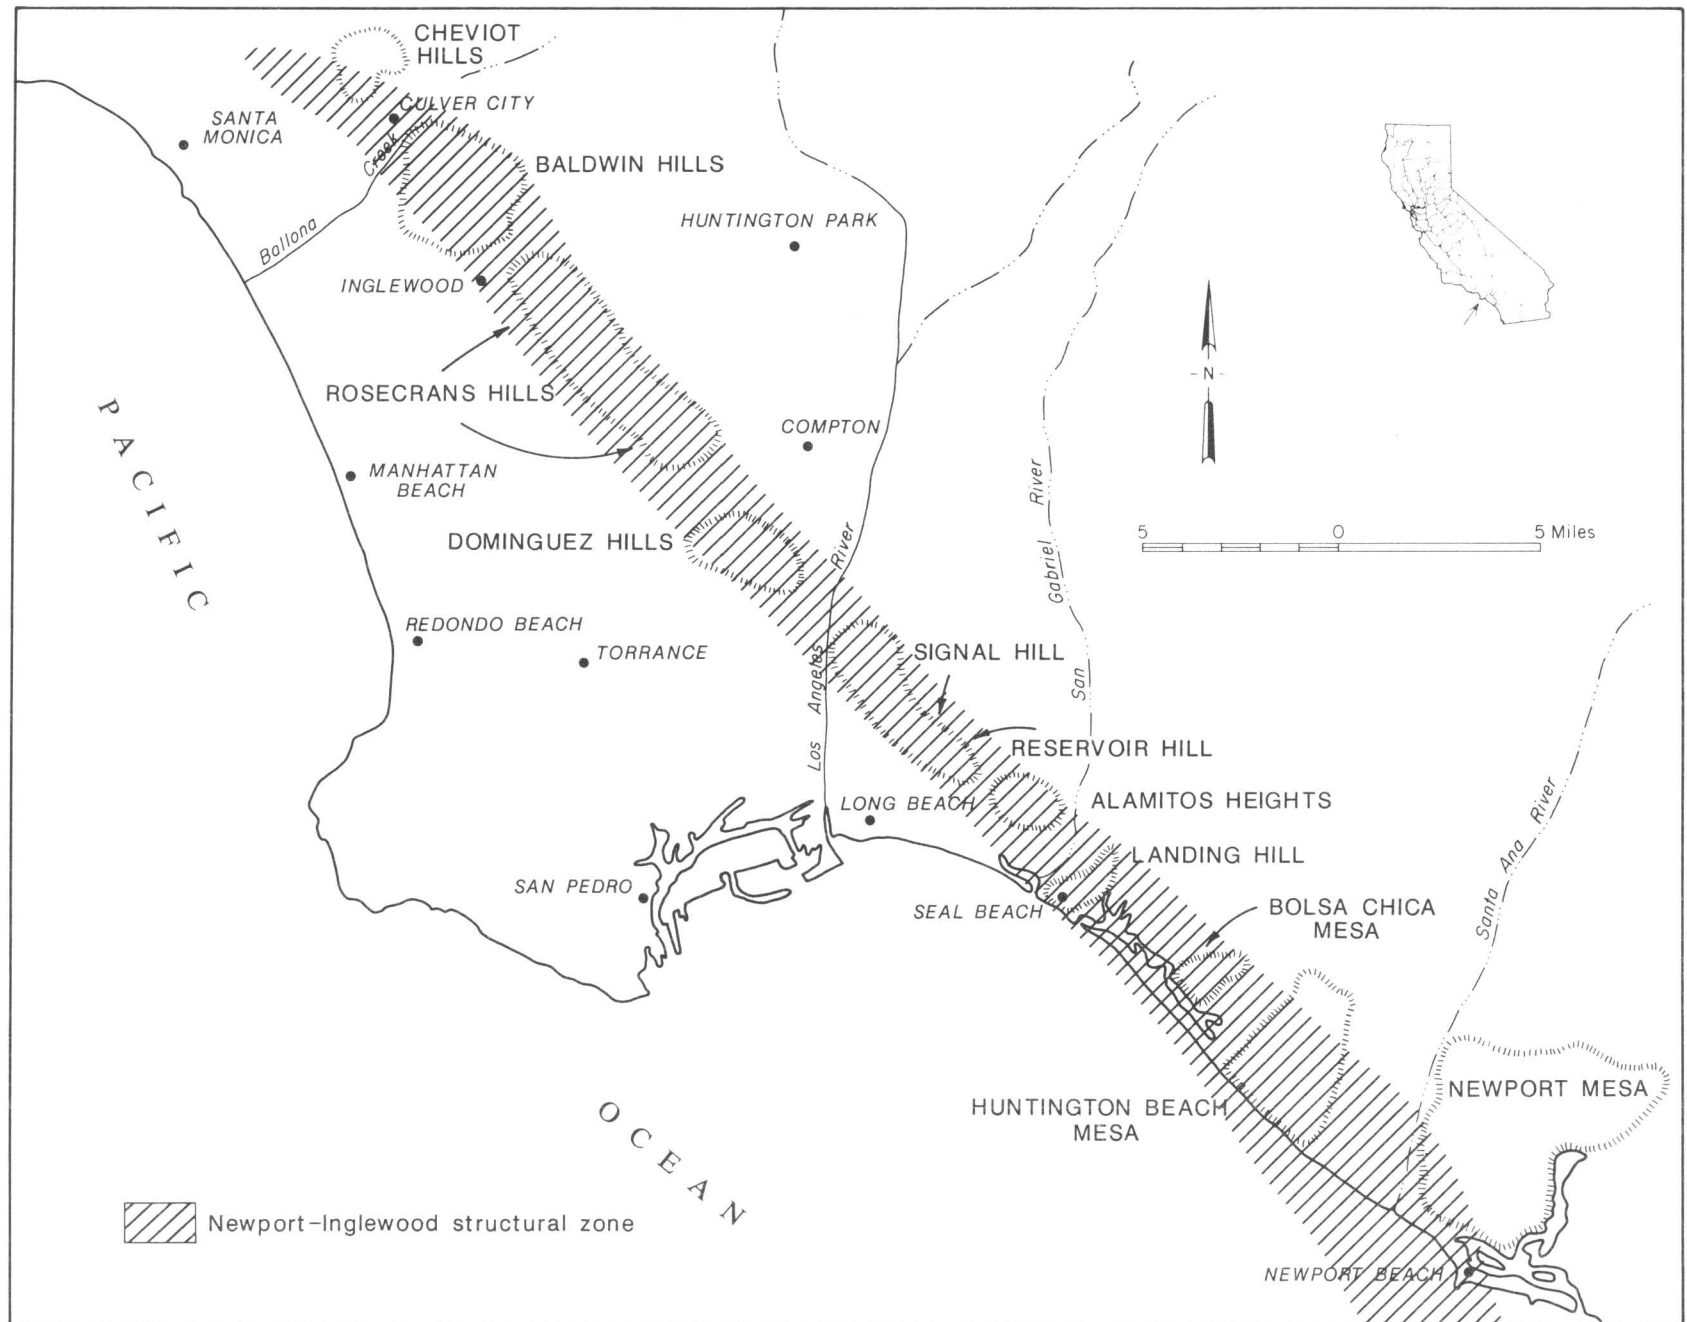 CHEVIOT
HILLS
CULVER CITY
SANTA
MONICA
Creek
Ballona
BALDWIN HILLS
HUNTINGTON PARK
INGLEWOOD
ROSECRANS HILLS
N
COMPTON
MANHATTAN
BEACH
PACIFIC
DOMINGUEZ HILLS
Los Angeles River
San Gabriel River
5 0 5 Miles
REDONDO BEACH
TORRANCE
SIGNAL HILL
RESERVOIR HILL
ALAMITOS HEIGHTS
LONG BEACH
LANDING HILL
SAN PEDRO
SEAL BEACH
BOLSA CHICA
MESA
Santa Ana River
NEWPORT MESA
HUNTINGTON BEACH
MESA
OCEAN
Newport-Inglewood structural zone
NEWPORT BEACH